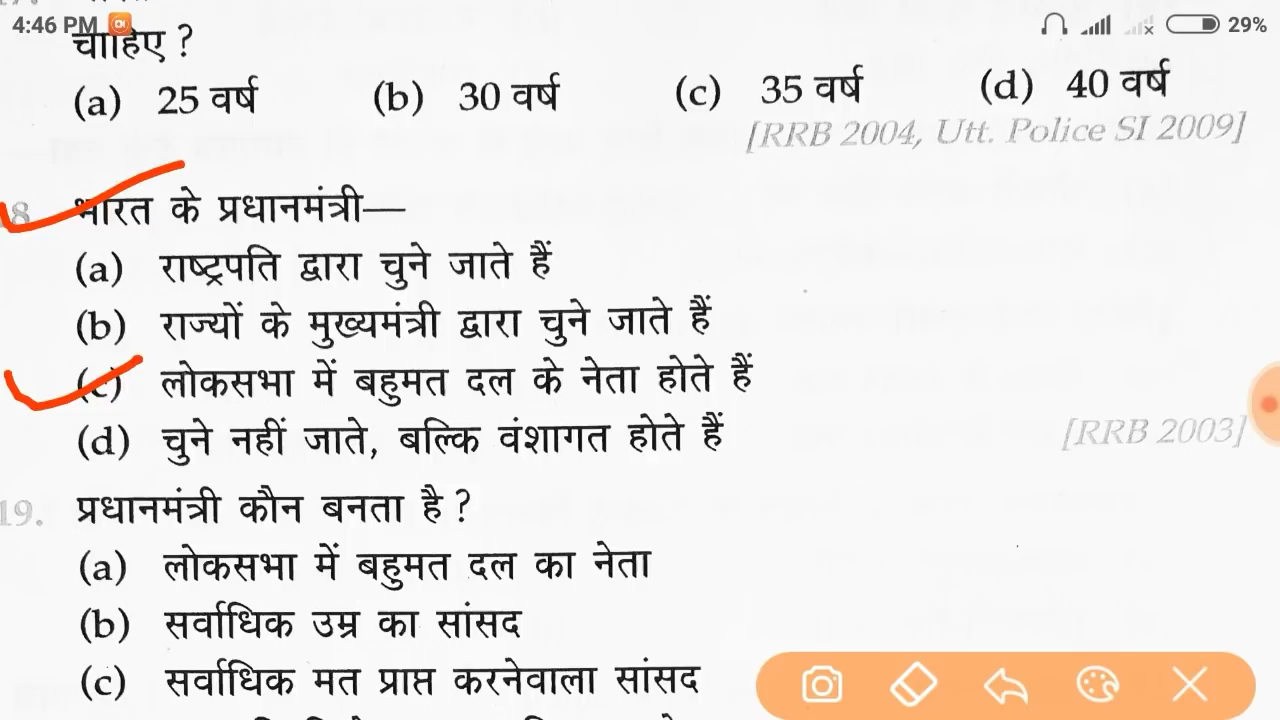 4:46 PM 29%
चाहिए ?
(a) 25 वर्ष (b) 30 वर्ष (c) 35 वर्ष (d) 40 वर्ष
[RRB 2004, Utt. Police SI 2009]
8 भारत के प्रधानमंत्री—
(a) राष्ट्रपति द्वारा चुने जाते हैं
(b) राज्यों के मुख्यमंत्री द्वारा चुने जाते हैं
(c) लोकसभा में बहुमत दल के नेता होते हैं
(d) चुने नहीं जाते, बल्कि वंशागत होते हैं [RRB 2003]
19. प्रधानमंत्री कौन बनता है ?
(a) लोकसभा में बहुमत दल का नेता
(b) सर्वाधिक उम्र का सांसद
(c) सर्वाधिक मत प्राप्त करनेवाला सांसद